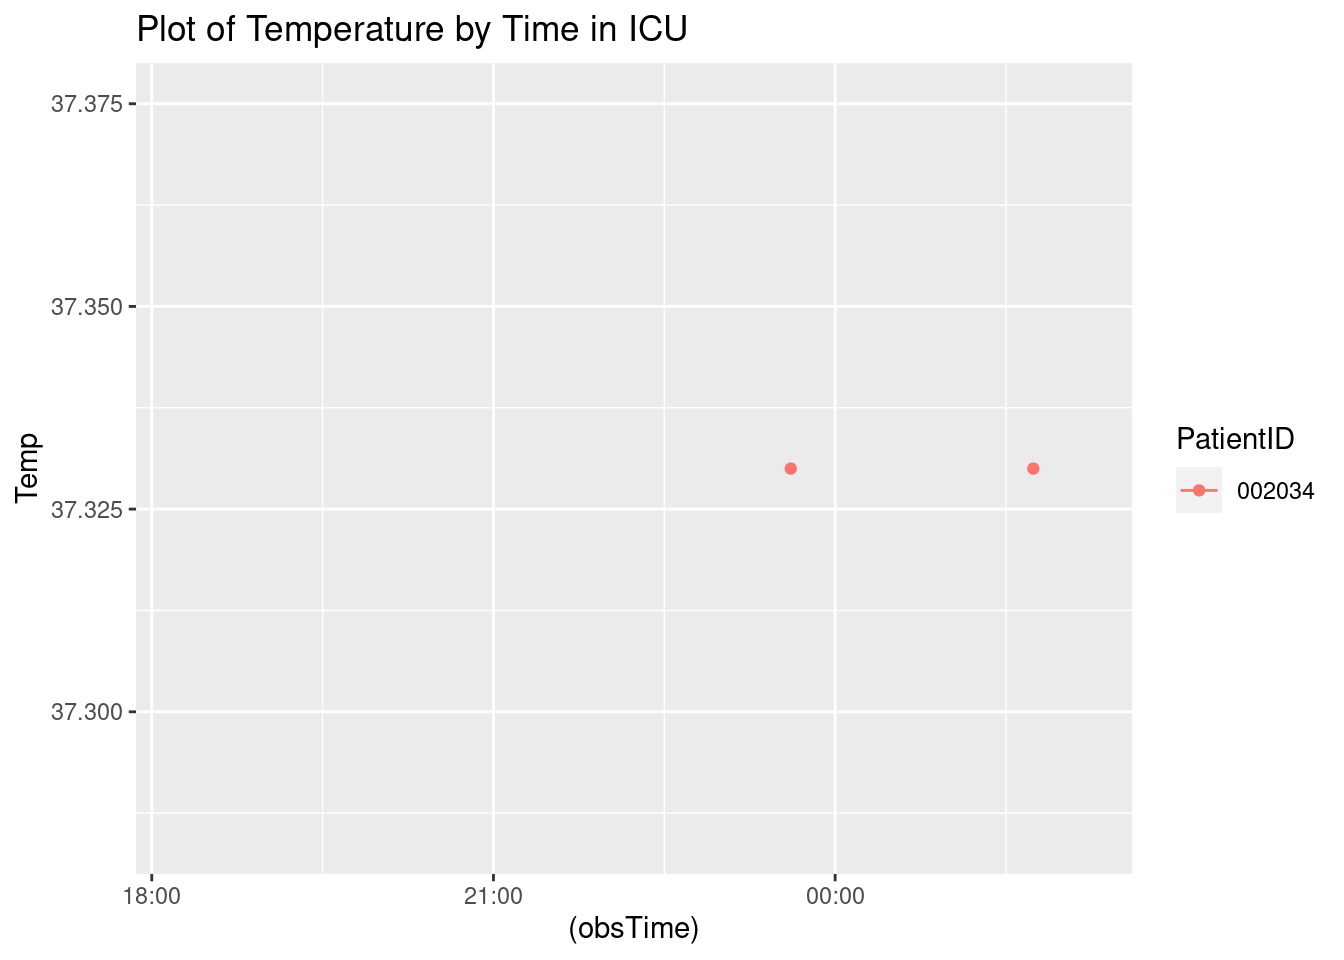 Plot of Temperature by Time in ICU
37.375
37.350
37.325
37.300
Temp
18:00
21:00
00:00
(obsTime)
PatientID
002034